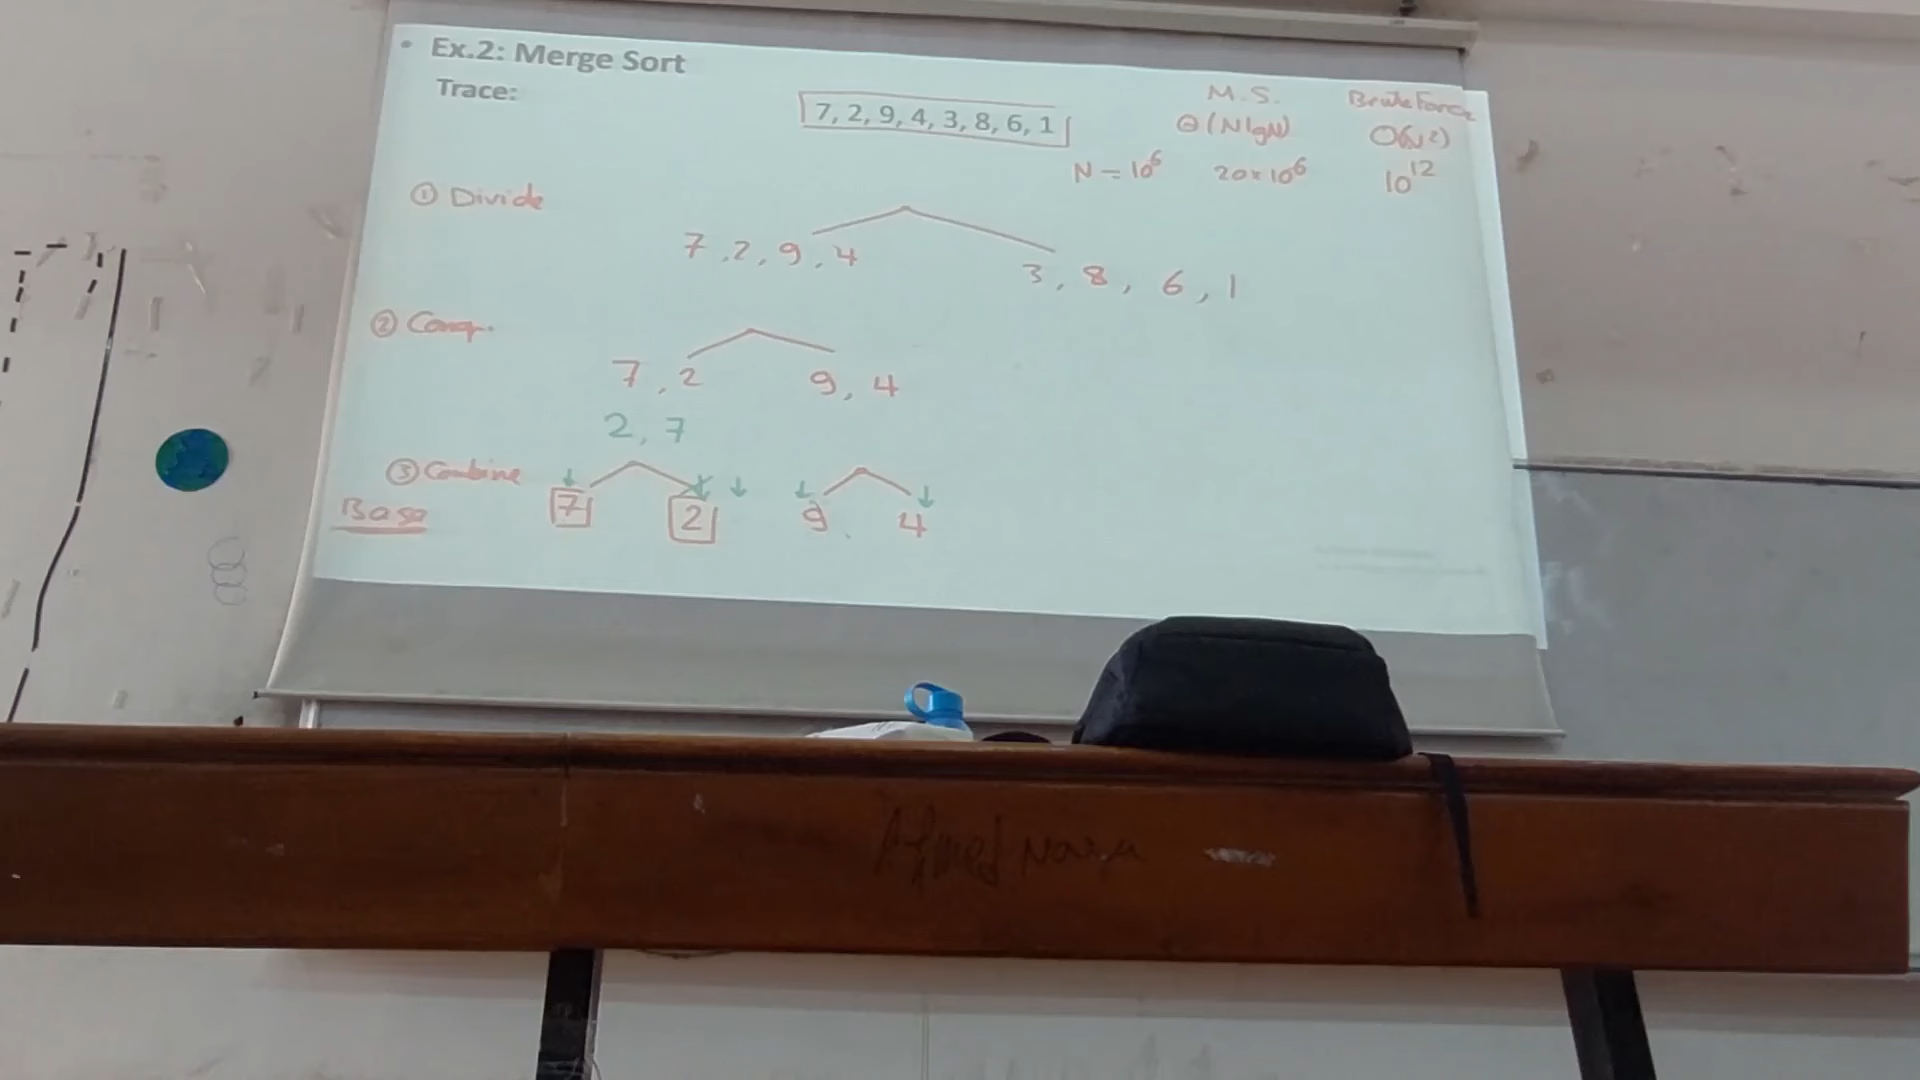 • Ex.2: Merge Sort
Trace:
7, 2, 9, 4, 3, 8, 6, 1
M.S. Brute Force
Θ(NlgN) O(N²)
N = 10⁶ 20×10⁶ 10¹²
① Divide
7, 2, 9, 4
3, 8, 6, 1
② Conq.
7, 2 9, 4
2, 7
③ Combine
Base
7 2 9 4